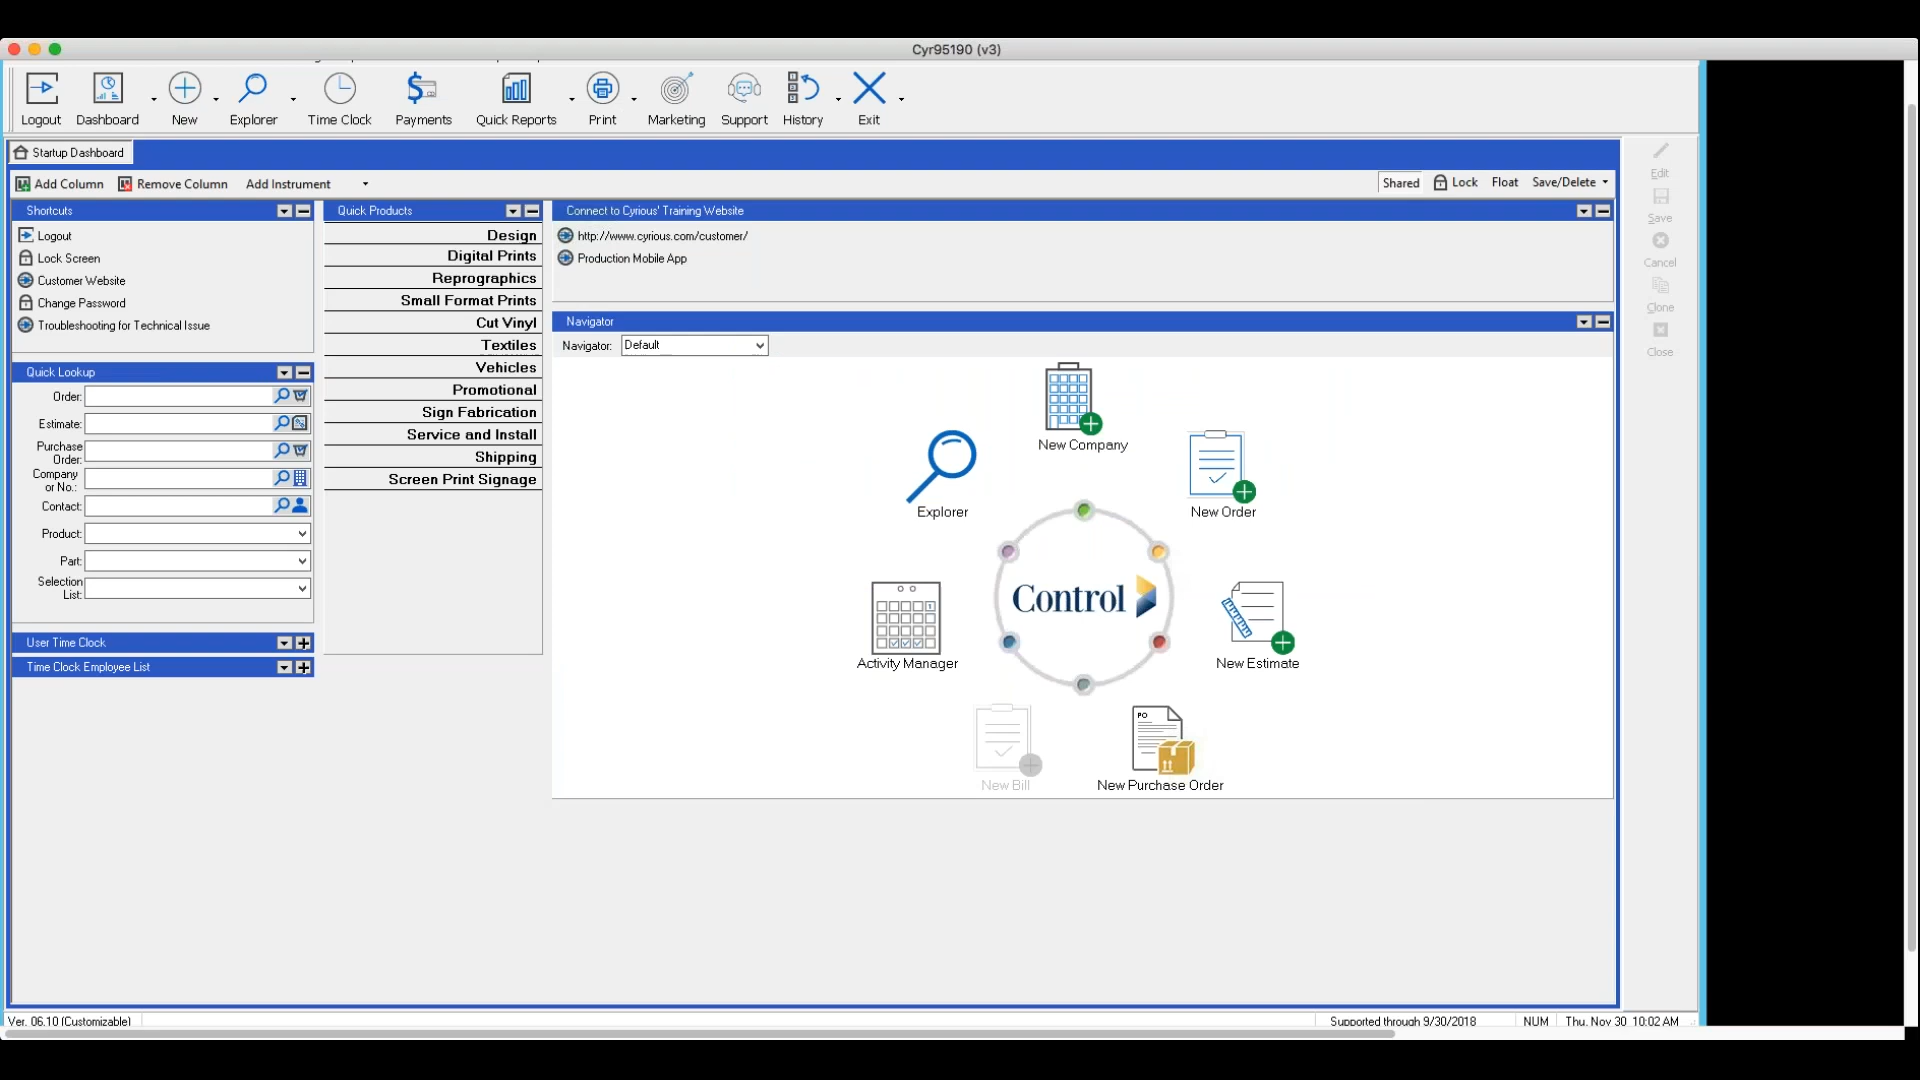 Cyr95190 (v3)
Logout
Dashboard
New
Explorer
Time Clock
Payments
Quick Reports
Print
Marketing
Support
History
Exit
Startup Dashboard
Add Column
Remove Column
Add Instrument
Shared
Lock
Float
Save/Delete
Edit
Save
Cancel
Clone
Close
Shortcuts
Logout
Lock Screen
Customer Website
Change Password
Troubleshooting for Technical Issue
Quick Lookup
Order:
Estimate:
Purchase
Order:
Company
or No.:
Contact:
Product:
Part:
Selection
List:
User Time Clock
Time Clock Employee List
Quick Products
Design
Digital Prints
Reprographics
Small Format Prints
Cut Vinyl
Textiles
Vehicles
Promotional
Sign Fabrication
Service and Install
Shipping
Screen Print Signage
Connect to Cyrious' Training Website
http://www.cyrious.com/customer/
Production Mobile App
Navigator
Navigator: Default
New Company
Explorer
New Order
Control
Activity Manager
New Estimate
PO
New Bill
New Purchase Order
Ver. 06.10 (Customizable)
Supported through 9/30/2018
NUM
Thu, Nov 30 10:02 AM